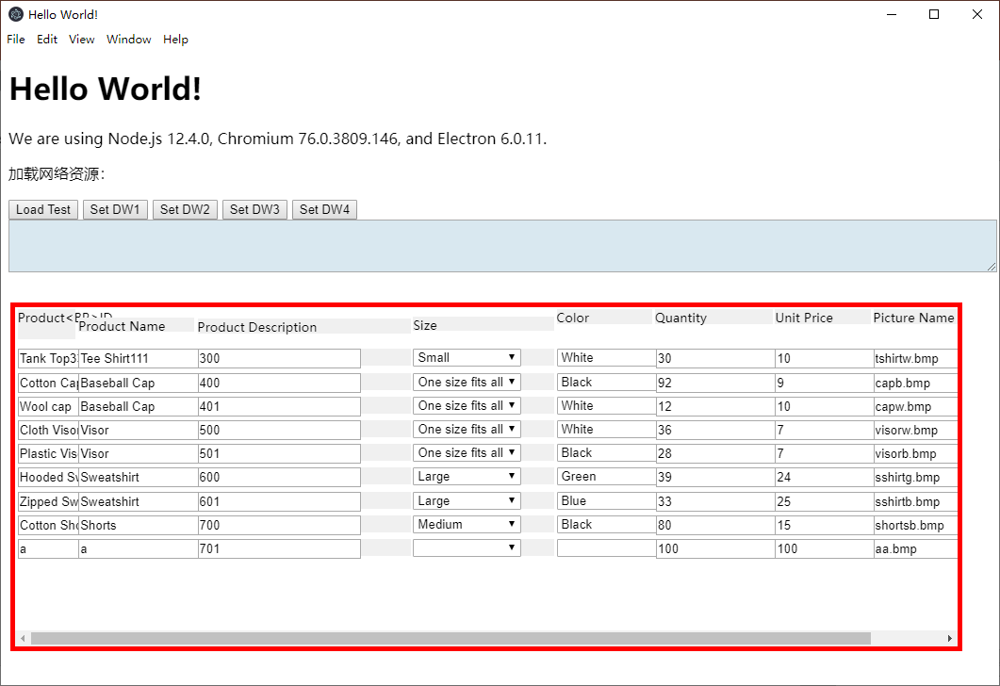 Hello World!
File Edit View Window Help
Hello World!
We are using Node.js 12.4.0, Chromium 76.0.3809.146, and Electron 6.0.11.
加载网络资源：
Load Test Set DW1 Set DW2 Set DW3 Set DW4
Product<BR>ID Product Name Product Description Size Color Quantity Unit Price Picture Name
Tank Top3 Tee Shirt111 300 Small White 30 10 tshirtw.bmp
Cotton Cap Baseball Cap 400 One size fits all Black 92 9 capb.bmp
Wool cap Baseball Cap 401 One size fits all White 12 10 capw.bmp
Cloth Visor Visor 500 One size fits all White 36 7 visorw.bmp
Plastic Vis Visor 501 One size fits all Black 28 7 visorb.bmp
Hooded Sw Sweatshirt 600 Large Green 39 24 sshirtg.bmp
Zipped Sw Sweatshirt 601 Large Blue 33 25 sshirtb.bmp
Cotton Sho Shorts 700 Medium Black 80 15 shortsb.bmp
a a 701 100 100 aa.bmp